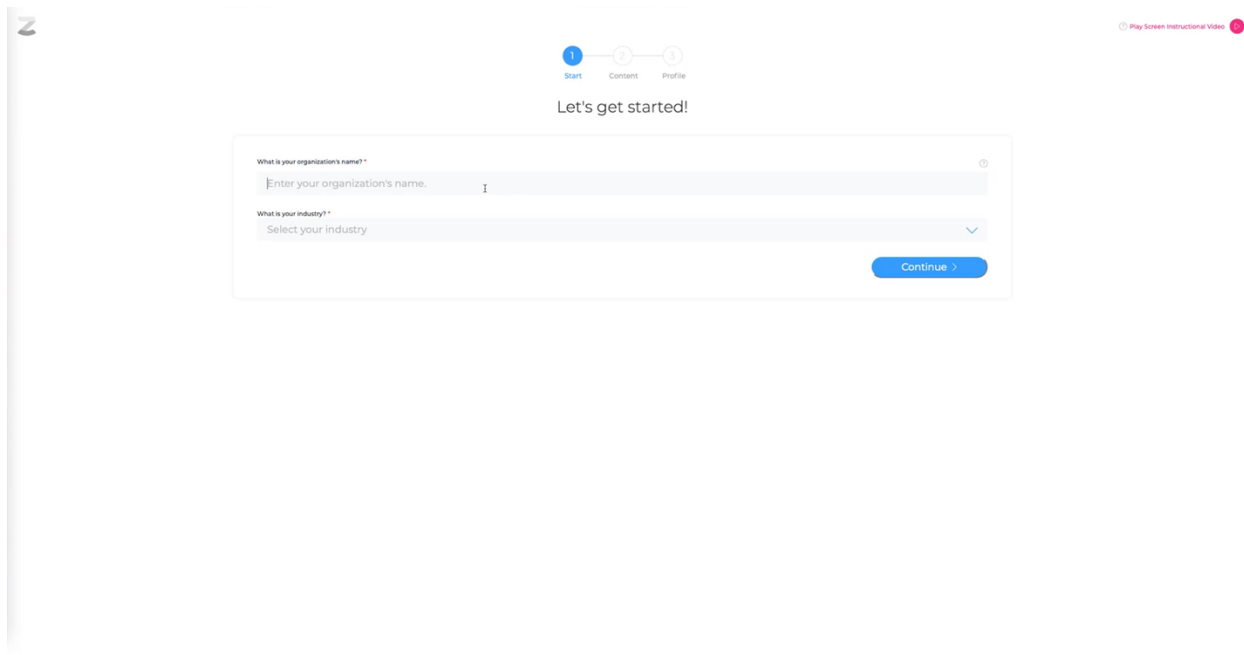 Z
Play Screen Instructional Video
1 2 3
Start Content Profile
Let's get started!
What is your organization's name? *
Enter your organization's name.
What is your industry? *
Select your industry
Continue >